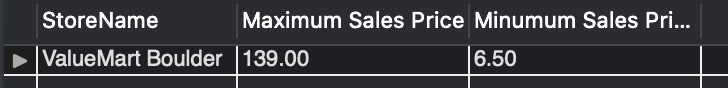 StoreName Maximum Sales Price Minumum Sales Pri...
ValueMart Boulder 139.00 6.50